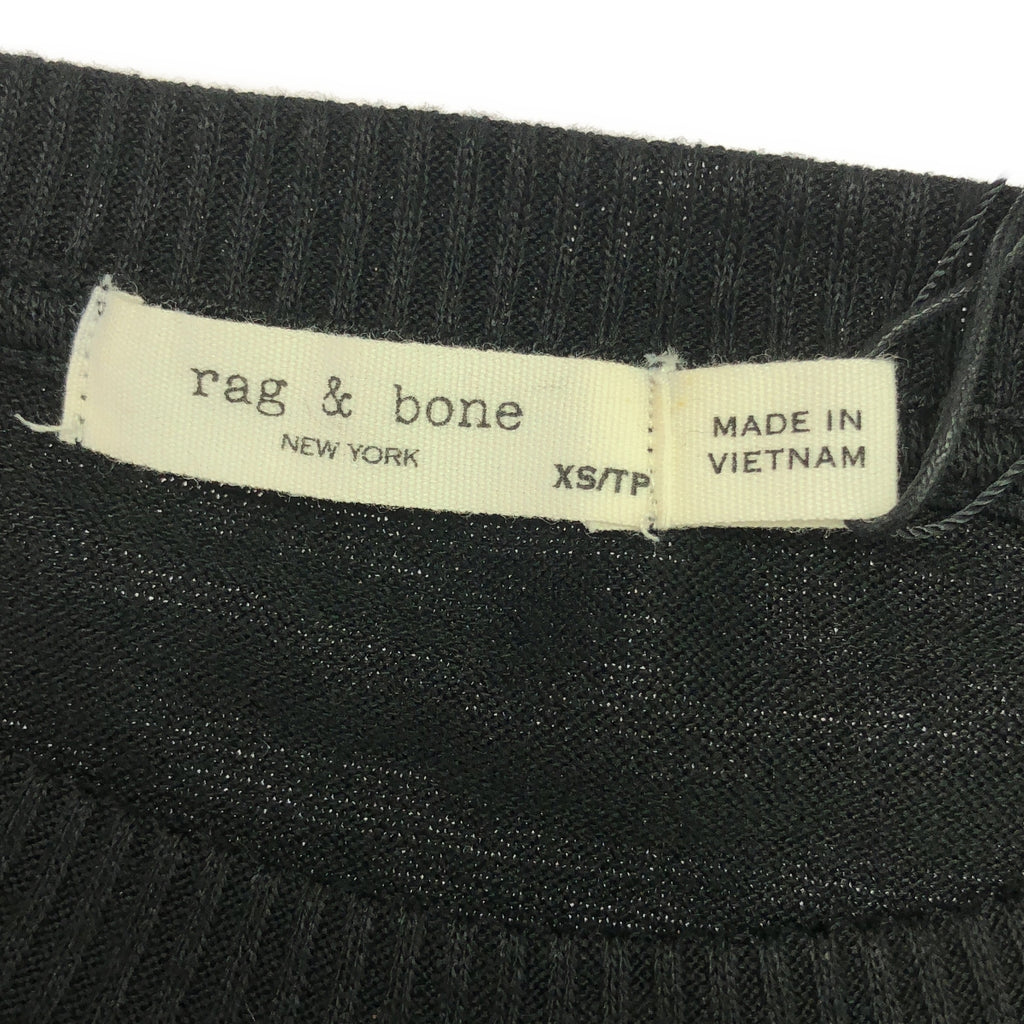 rag & bone
NEW YORK
XS/TP
MADE IN
VIETNAM